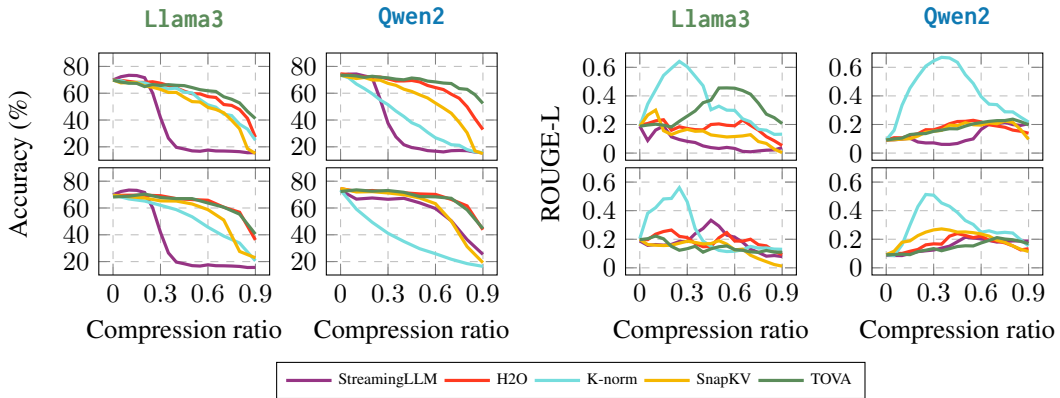 Llama3 Qwen2 Llama3 Qwen2
80 80 0.6 0.6
60 60 0.4 0.4
40 40 0.2 0.2
20 20 0 0
80 80 0.6 0.6
60 60 0.4 0.4
40 40 0.2 0.2
20 20 0 0
Accuracy (%)
ROUGE-L
0 0.3 0.6 0.9 0 0.3 0.6 0.9 0 0.3 0.6 0.9 0 0.3 0.6 0.9
Compression ratio Compression ratio Compression ratio Compression ratio
StreamingLLM H2O K-norm SnapKV TOVA